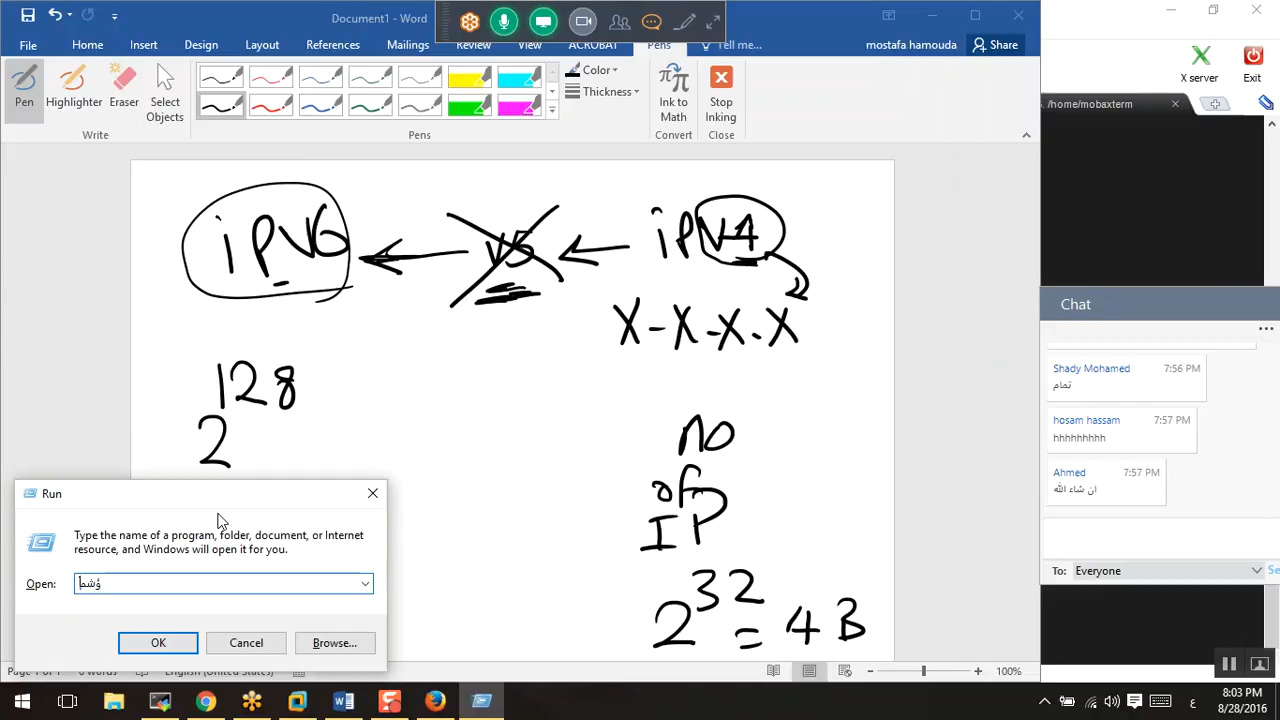 Document1 - Word
File Home Insert Design Layout References Mailings Review View ACROBAT Pens Tell me...
mostafa hamouda Share
Pen Highlighter Eraser Select Objects
Color
Thickness
Ink to Math
Stop Inking
Write Pens Convert Close
X server Exit
/home/mobaxterm
iPV6 ← V5 ← iPV4
X - X - X . X
128
2
no
of
IP
2^32 = 4 B
Run
Type the name of a program, folder, document, or Internet
resource, and Windows will open it for you.
Open: ؤشمأ
OK Cancel Browse...
Chat
Shady Mohamed 7:56 PM
تمام
hosam hassam 7:57 PM
hhhhhhhhh
Ahmed 7:57 PM
ان شاء الله
To: Everyone
English (United States)
100%
ع
8:03 PM
8/28/2016